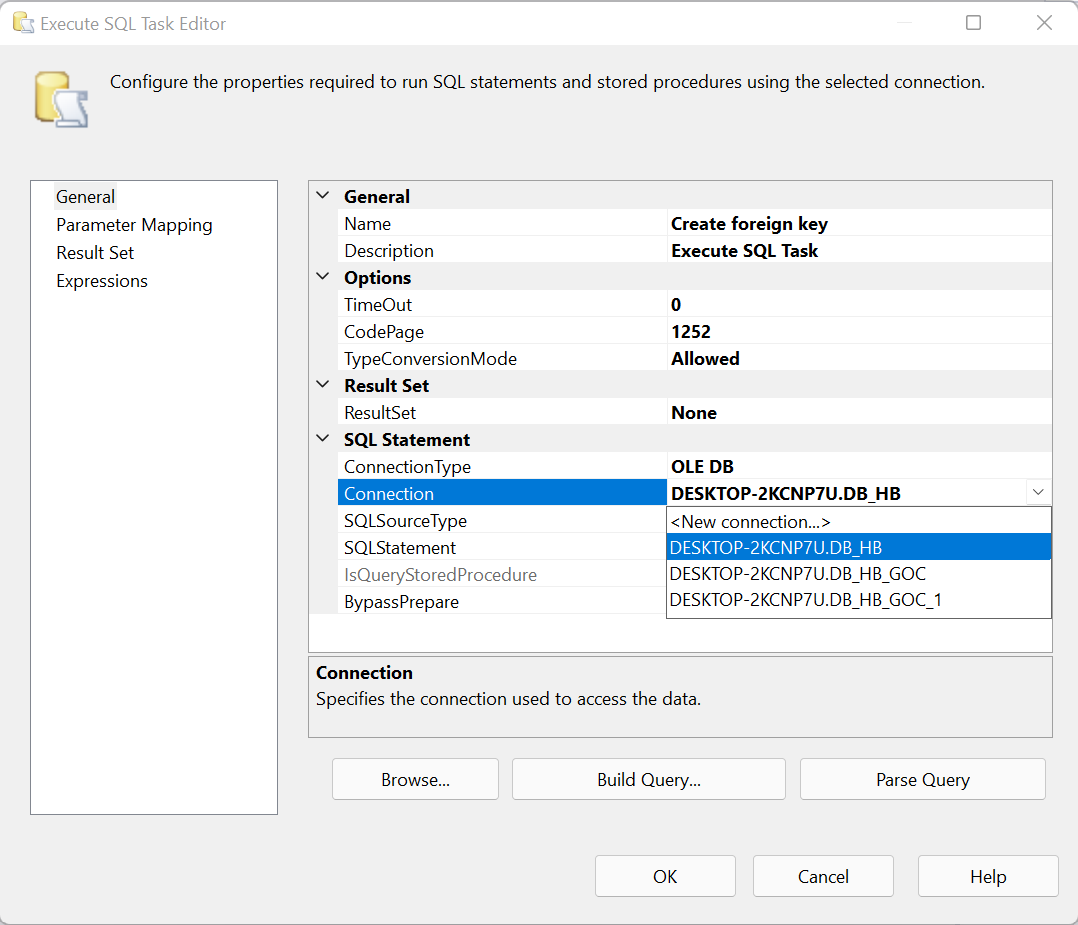 Execute SQL Task Editor
Configure the properties required to run SQL statements and stored procedures using the selected connection.
General
Parameter Mapping
Result Set
Expressions
General
Name Create foreign key
Description Execute SQL Task
Options
TimeOut 0
CodePage 1252
TypeConversionMode Allowed
Result Set
ResultSet None
SQL Statement
ConnectionType OLE DB
Connection DESKTOP-2KCNP7U.DB_HB
SQLSourceType
SQLStatement
IsQueryStoredProcedure
BypassPrepare
<New connection...>
DESKTOP-2KCNP7U.DB_HB
DESKTOP-2KCNP7U.DB_HB_GOC
DESKTOP-2KCNP7U.DB_HB_GOC_1
Connection
Specifies the connection used to access the data.
Browse... Build Query... Parse Query
OK Cancel Help